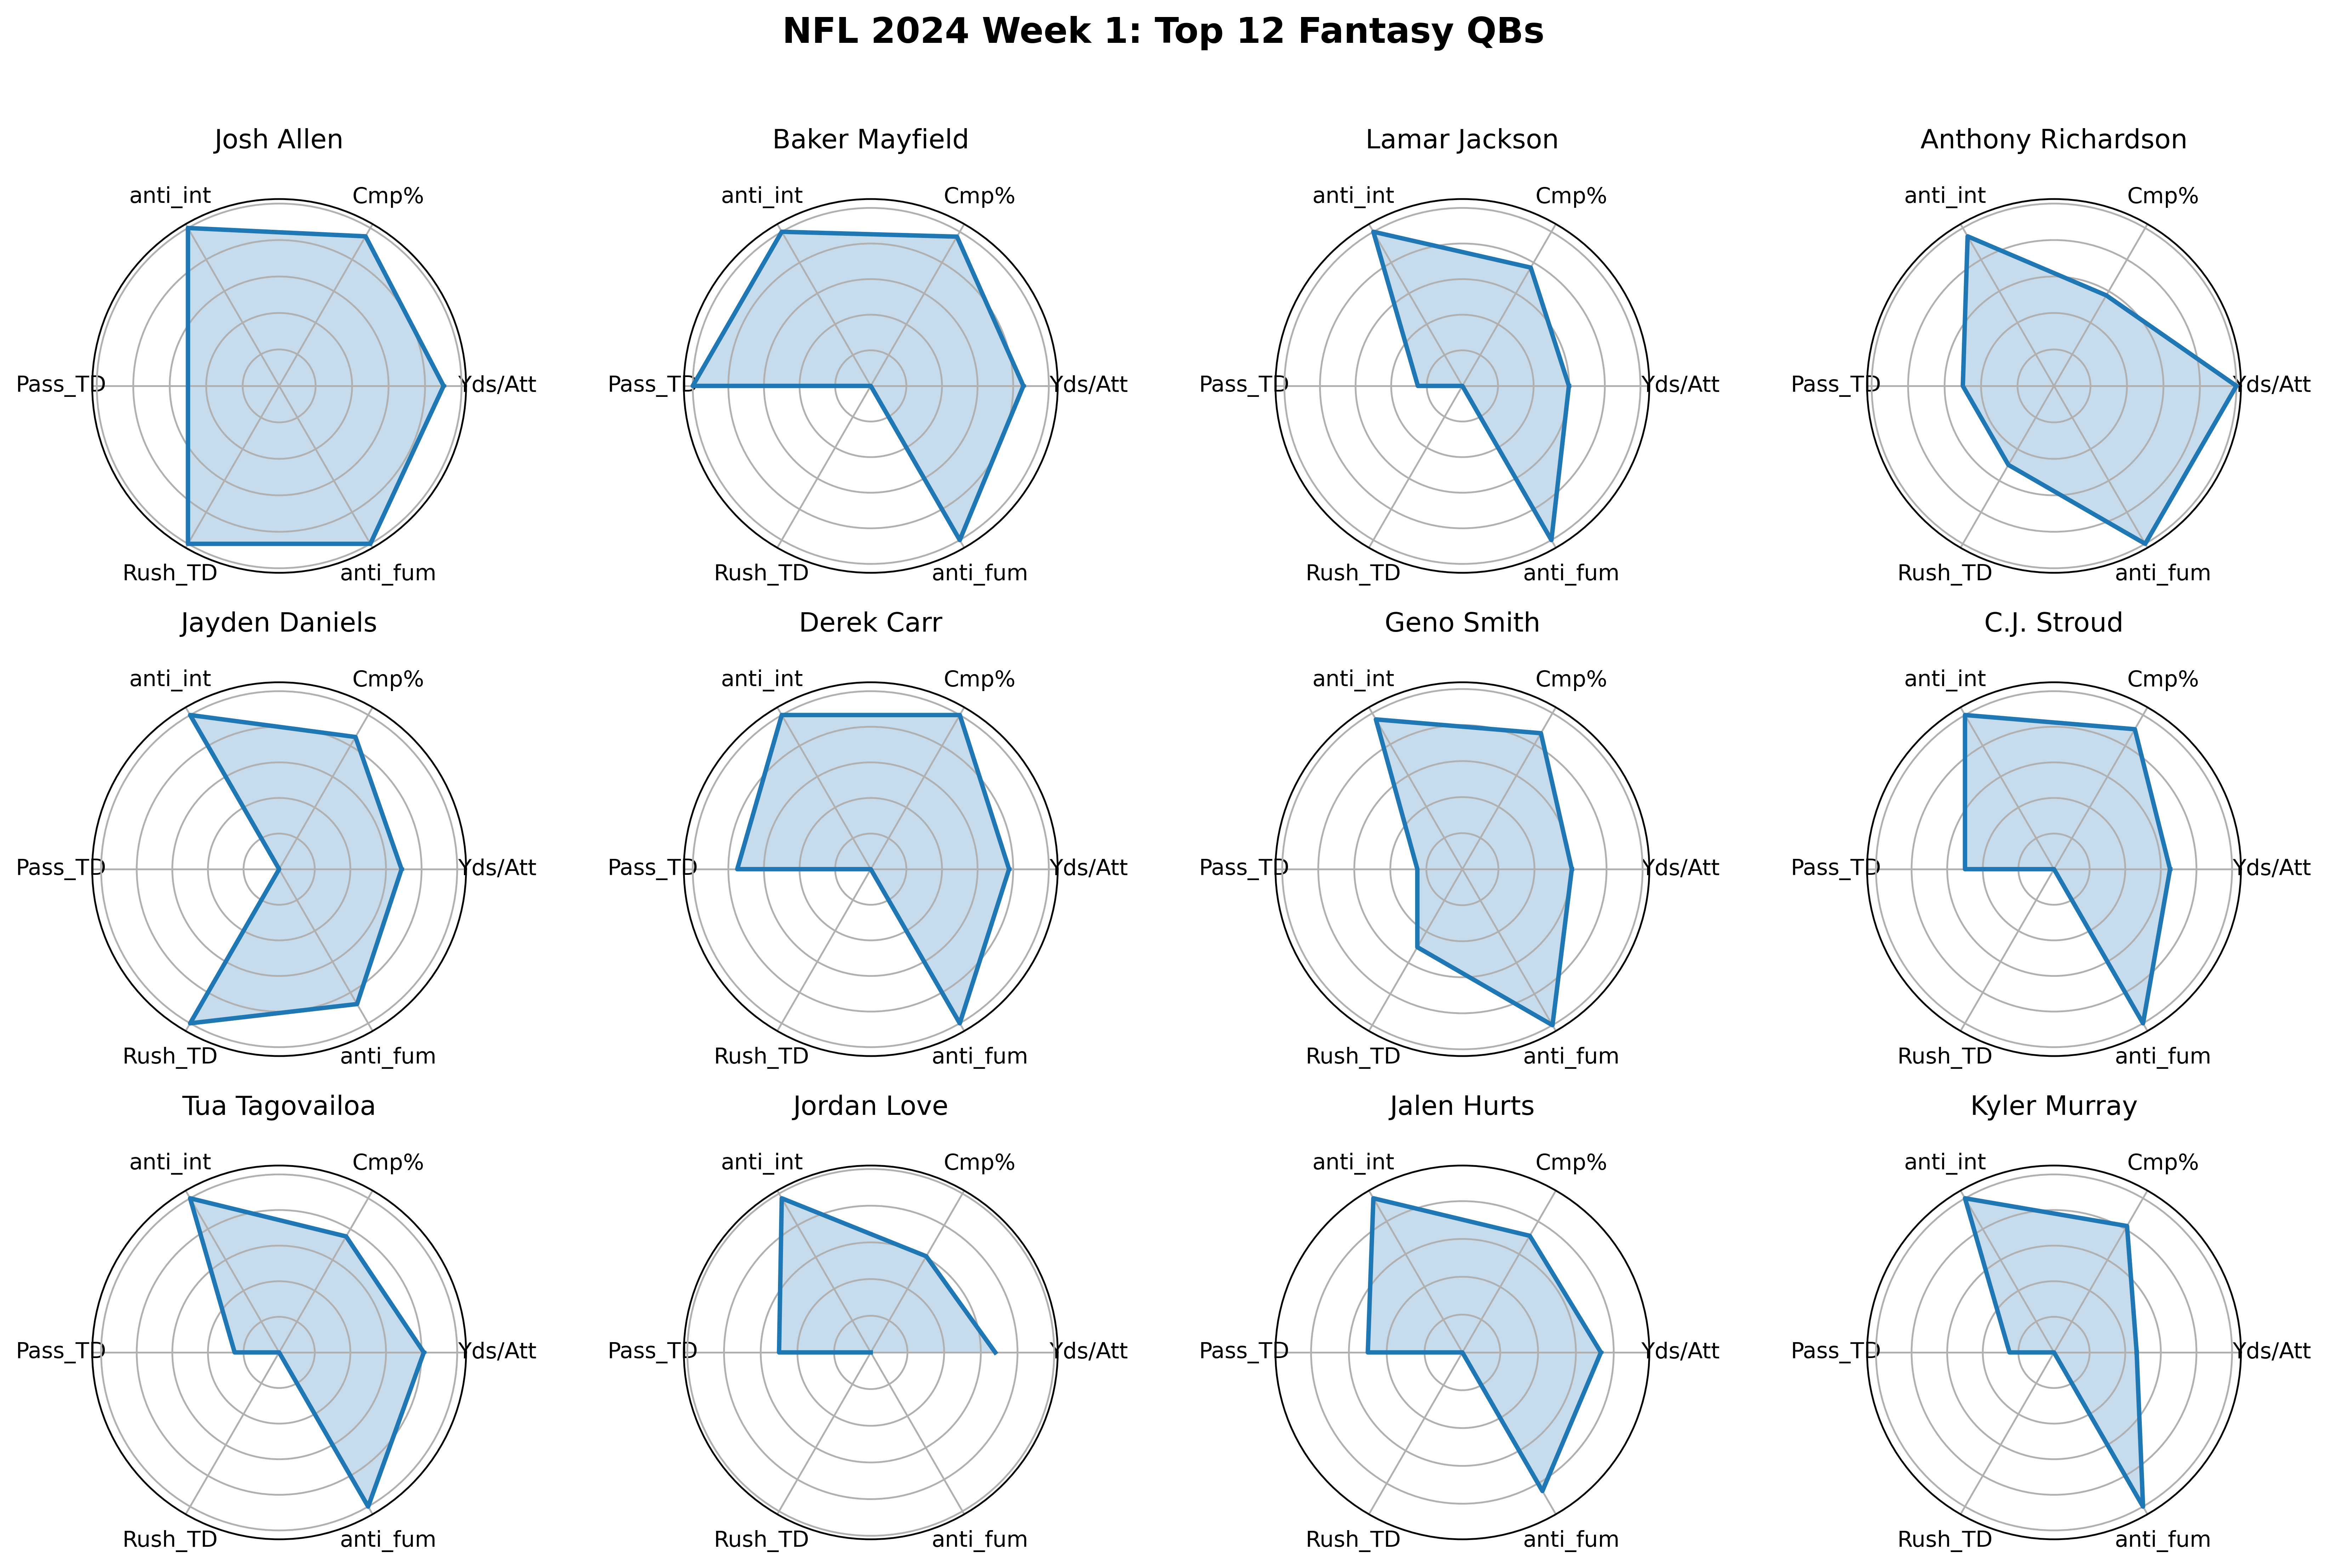 NFL 2024 Week 1: Top 12 Fantasy QBs
Josh Allen
anti_int
Cmp%
Pass_TD
Yds/Att
Rush_TD
anti_fum
Baker Mayfield
anti_int
Cmp%
Pass_TD
Yds/Att
Rush_TD
anti_fum
Lamar Jackson
anti_int
Cmp%
Pass_TD
Yds/Att
Rush_TD
anti_fum
Anthony Richardson
anti_int
Cmp%
Pass_TD
Yds/Att
Rush_TD
anti_fum
Jayden Daniels
anti_int
Cmp%
Pass_TD
Yds/Att
Rush_TD
anti_fum
Derek Carr
anti_int
Cmp%
Pass_TD
Yds/Att
Rush_TD
anti_fum
Geno Smith
anti_int
Cmp%
Pass_TD
Yds/Att
Rush_TD
anti_fum
C.J. Stroud
anti_int
Cmp%
Pass_TD
Yds/Att
Rush_TD
anti_fum
Tua Tagovailoa
anti_int
Cmp%
Pass_TD
Yds/Att
Rush_TD
anti_fum
Jordan Love
anti_int
Cmp%
Pass_TD
Yds/Att
Rush_TD
anti_fum
Jalen Hurts
anti_int
Cmp%
Pass_TD
Yds/Att
Rush_TD
anti_fum
Kyler Murray
anti_int
Cmp%
Pass_TD
Yds/Att
Rush_TD
anti_fum